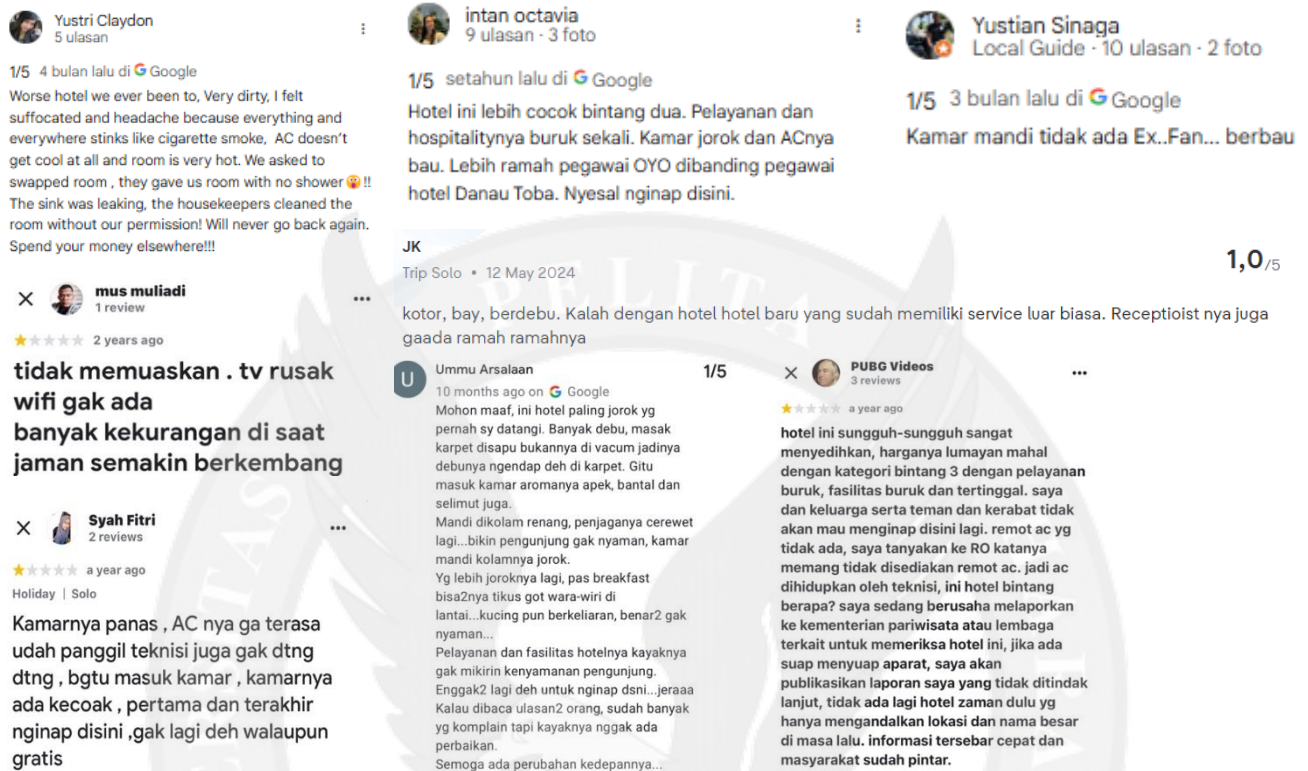 Yustri Claydon
5 ulasan
1/5 4 bulan lalu di Google
Worse hotel we ever been to, Very dirty, I felt
suffocated and headache because everything and
everywhere stinks like cigarette smoke, AC doesn't
get cool at all and room is very hot. We asked to
swapped room , they gave us room with no shower😲!!
The sink was leaking, the housekeepers cleaned the
room without our permission! Will never go back again.
Spend your money elsewhere!!!
intan octavia
9 ulasan · 3 foto
1/5 setahun lalu di Google
Hotel ini lebih cocok bintang dua. Pelayanan dan
hospitalitynya buruk sekali. Kamar jorok dan ACnya
bau. Lebih ramah pegawai OYO dibanding pegawai
hotel Danau Toba. Nyesal nginap disini.
Yustian Sinaga
Local Guide · 10 ulasan · 2 foto
1/5 3 bulan lalu di Google
Kamar mandi tidak ada Ex..Fan... berbau
JK
Trip Solo • 12 May 2024
1,0/5
kotor, bay, berdebu. Kalah dengan hotel hotel baru yang sudah memiliki service luar biasa. Receptioist nya juga
gaada ramah ramahnya
mus muliadi
1 review
2 years ago
tidak memuaskan . tv rusak
wifi gak ada
banyak kekurangan di saat
jaman semakin berkembang
Syah Fitri
2 reviews
a year ago
Holiday | Solo
Kamarnya panas , AC nya ga terasa
udah panggil teknisi juga gak dtng
dtng , bgtu masuk kamar , kamarnya
ada kecoak , pertama dan terakhir
nginap disini ,gak lagi deh walaupun
gratis
U
Ummu Arsalaan
1/5
10 months ago on Google
Mohon maaf, ini hotel paling jorok yg
pernah sy datangi. Banyak debu, masak
karpet disapu bukannya di vacum jadinya
debunya ngendap deh di karpet. Gitu
masuk kamar aromanya apek, bantal dan
selimut juga.
Mandi dikolam renang, penjaganya cerewet
lagi...bikin pengunjung gak nyaman, kamar
mandi kolamnya jorok.
Yg lebih joroknya lagi, pas breakfast
bisa2nya tikus got wara-wiri di
lantai...kucing pun berkeliaran, benar2 gak
nyaman...
Pelayanan dan fasilitas hotelnya kayaknya
gak mikirin kenyamanan pengunjung.
Enggak2 lagi deh untuk nginap dsni...jeraaa
Kalau dibaca ulasan2 orang, sudah banyak
yg komplain tapi kayaknya nggak ada
perbaikan.
Semoga ada perubahan kedepannya...
PUBG Videos
3 reviews
a year ago
hotel ini sungguh-sungguh sangat
menyedihkan, harganya lumayan mahal
dengan kategori bintang 3 dengan pelayanan
buruk, fasilitas buruk dan tertinggal. saya
dan keluarga serta teman dan kerabat tidak
akan mau menginap disini lagi. remot ac yg
tidak ada, saya tanyakan ke RO katanya
memang tidak disediakan remot ac. jadi ac
dihidupkan oleh teknisi, ini hotel bintang
berapa? saya sedang berusaha melaporkan
ke kementerian pariwisata atau lembaga
terkait untuk memeriksa hotel ini, jika ada
suap menyuap aparat, saya akan
publikasikan laporan saya yang tidak ditindak
lanjut, tidak ada lagi hotel zaman dulu yg
hanya mengandalkan lokasi dan nama besar
di masa lalu. informasi tersebar cepat dan
masyarakat sudah pintar.
PELITA